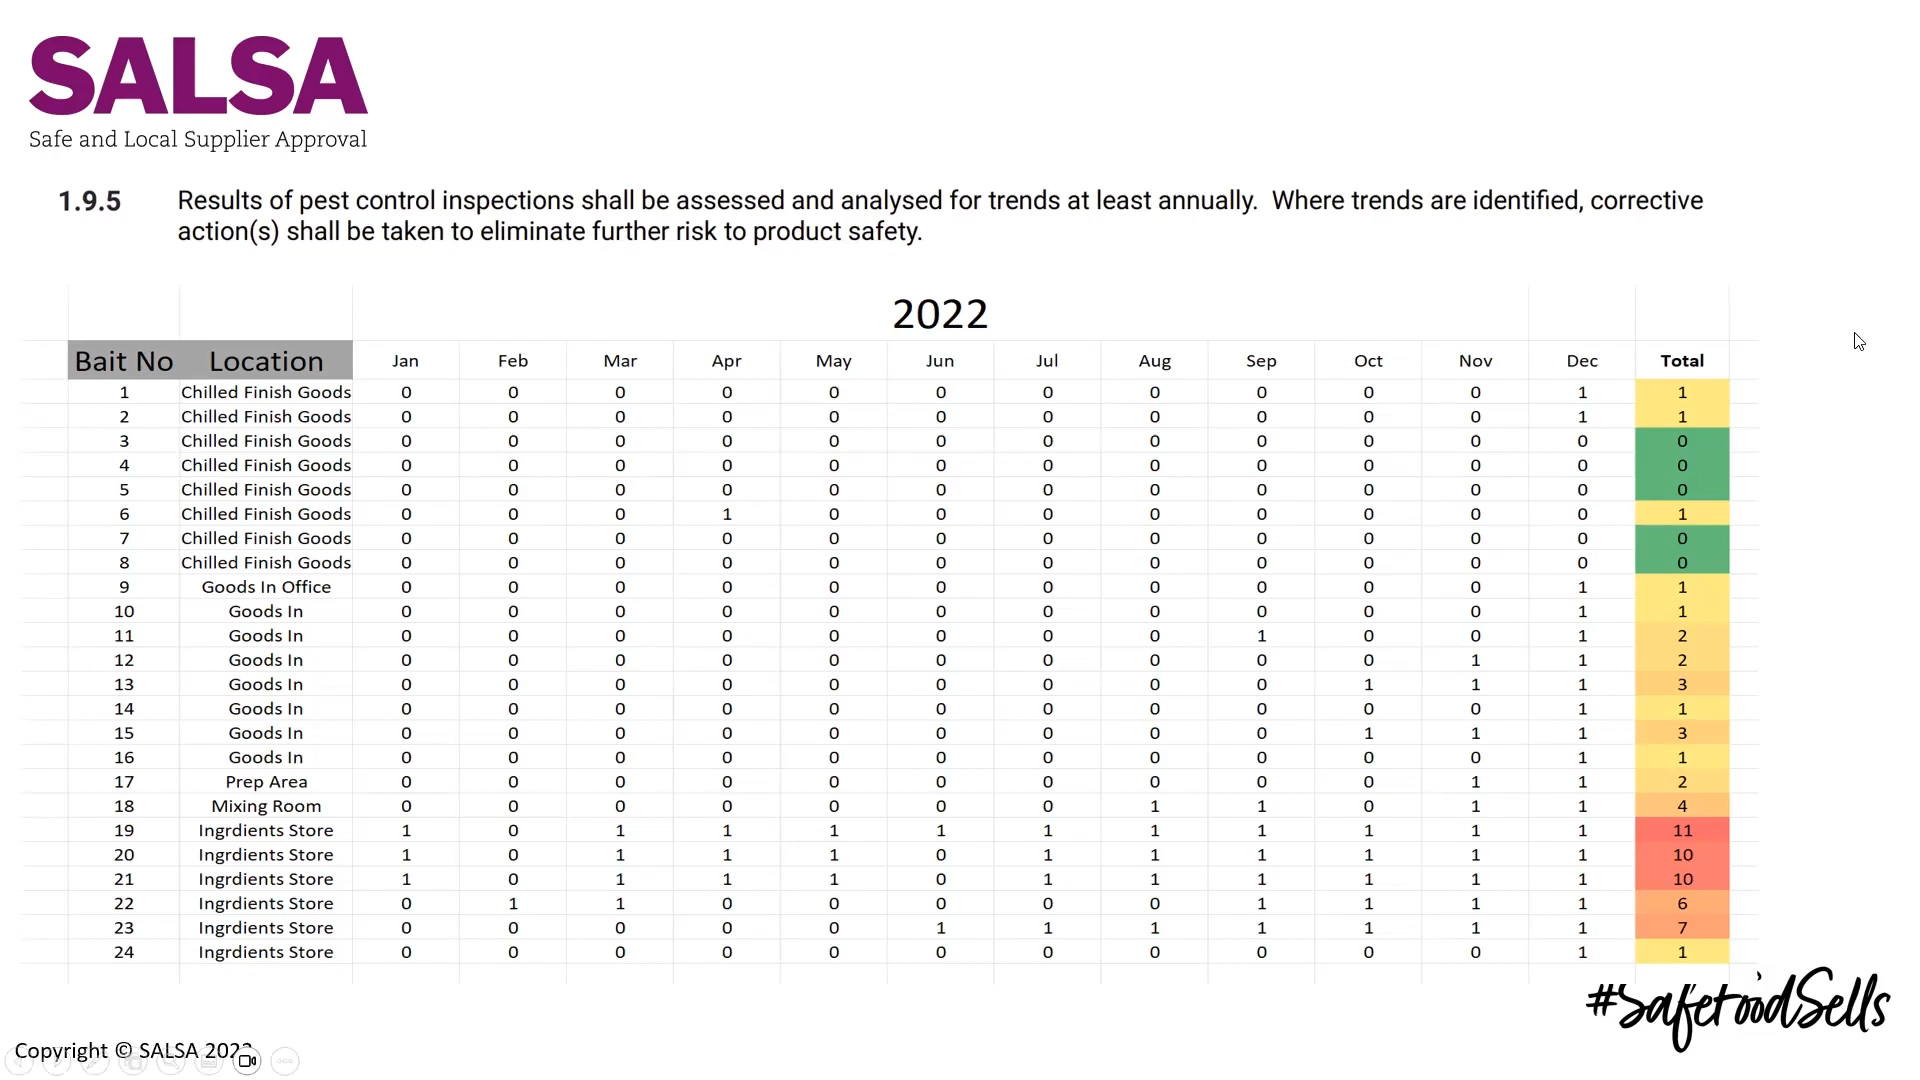 SALSA
Safe and Local Supplier Approval
1.9.5 Results of pest control inspections shall be assessed and analysed for trends at least annually. Where trends are identified, corrective
action(s) shall be taken to eliminate further risk to product safety.
2022
Bait No Location Jan Feb Mar Apr May Jun Jul Aug Sep Oct Nov Dec Total
1 Chilled Finish Goods 0 0 0 0 0 0 0 0 0 0 0 1 1
2 Chilled Finish Goods 0 0 0 0 0 0 0 0 0 0 0 1 1
3 Chilled Finish Goods 0 0 0 0 0 0 0 0 0 0 0 0 0
4 Chilled Finish Goods 0 0 0 0 0 0 0 0 0 0 0 0 0
5 Chilled Finish Goods 0 0 0 0 0 0 0 0 0 0 0 0 0
6 Chilled Finish Goods 0 0 0 1 0 0 0 0 0 0 0 0 1
7 Chilled Finish Goods 0 0 0 0 0 0 0 0 0 0 0 0 0
8 Chilled Finish Goods 0 0 0 0 0 0 0 0 0 0 0 0 0
9 Goods In Office 0 0 0 0 0 0 0 0 0 0 0 1 1
10 Goods In 0 0 0 0 0 0 0 0 0 0 0 1 1
11 Goods In 0 0 0 0 0 0 0 0 1 0 0 1 2
12 Goods In 0 0 0 0 0 0 0 0 0 0 1 1 2
13 Goods In 0 0 0 0 0 0 0 0 0 1 1 1 3
14 Goods In 0 0 0 0 0 0 0 0 0 0 0 1 1
15 Goods In 0 0 0 0 0 0 0 0 0 1 1 1 3
16 Goods In 0 0 0 0 0 0 0 0 0 0 0 1 1
17 Prep Area 0 0 0 0 0 0 0 0 0 0 1 1 2
18 Mixing Room 0 0 0 0 0 0 0 1 1 0 1 1 4
19 Ingrdients Store 1 0 1 1 1 1 1 1 1 1 1 1 11
20 Ingrdients Store 1 0 1 1 1 0 1 1 1 1 1 1 10
21 Ingrdients Store 1 0 1 1 1 0 1 1 1 1 1 1 10
22 Ingrdients Store 0 1 1 0 0 0 0 0 1 1 1 1 6
23 Ingrdients Store 0 0 0 0 0 1 1 1 1 1 1 1 7
24 Ingrdients Store 0 0 0 0 0 0 0 0 0 0 0 1 1
#SafeFoodSells
Copyright © SALSA